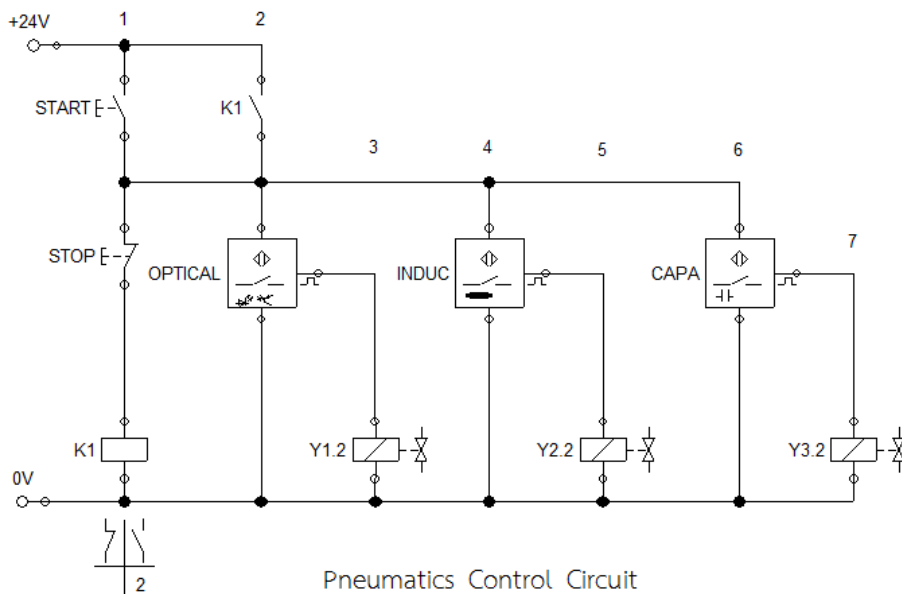 +24V
1
2
START
K1
3
4
5
6
STOP
OPTICAL
INDUC
CAPA
7
K1
Y1.2
Y2.2
Y3.2
0V
2
Pneumatics Control Circuit